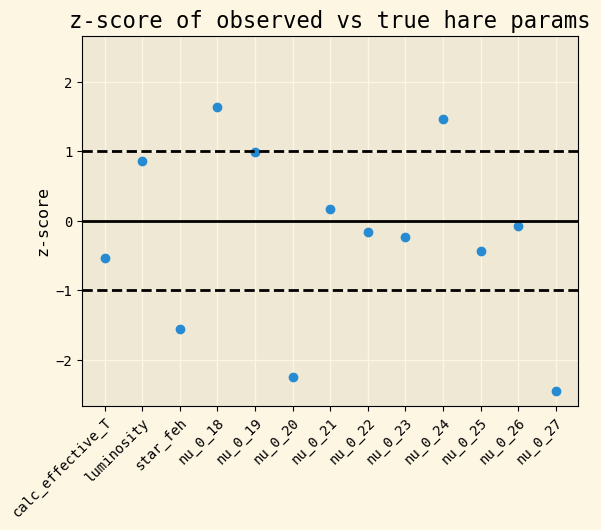 z-score of observed vs true hare params
z-score
2
1
0
−1
−2
calc_effective_T
luminosity
star_feh
nu_0_18
nu_0_19
nu_0_20
nu_0_21
nu_0_22
nu_0_23
nu_0_24
nu_0_25
nu_0_26
nu_0_27